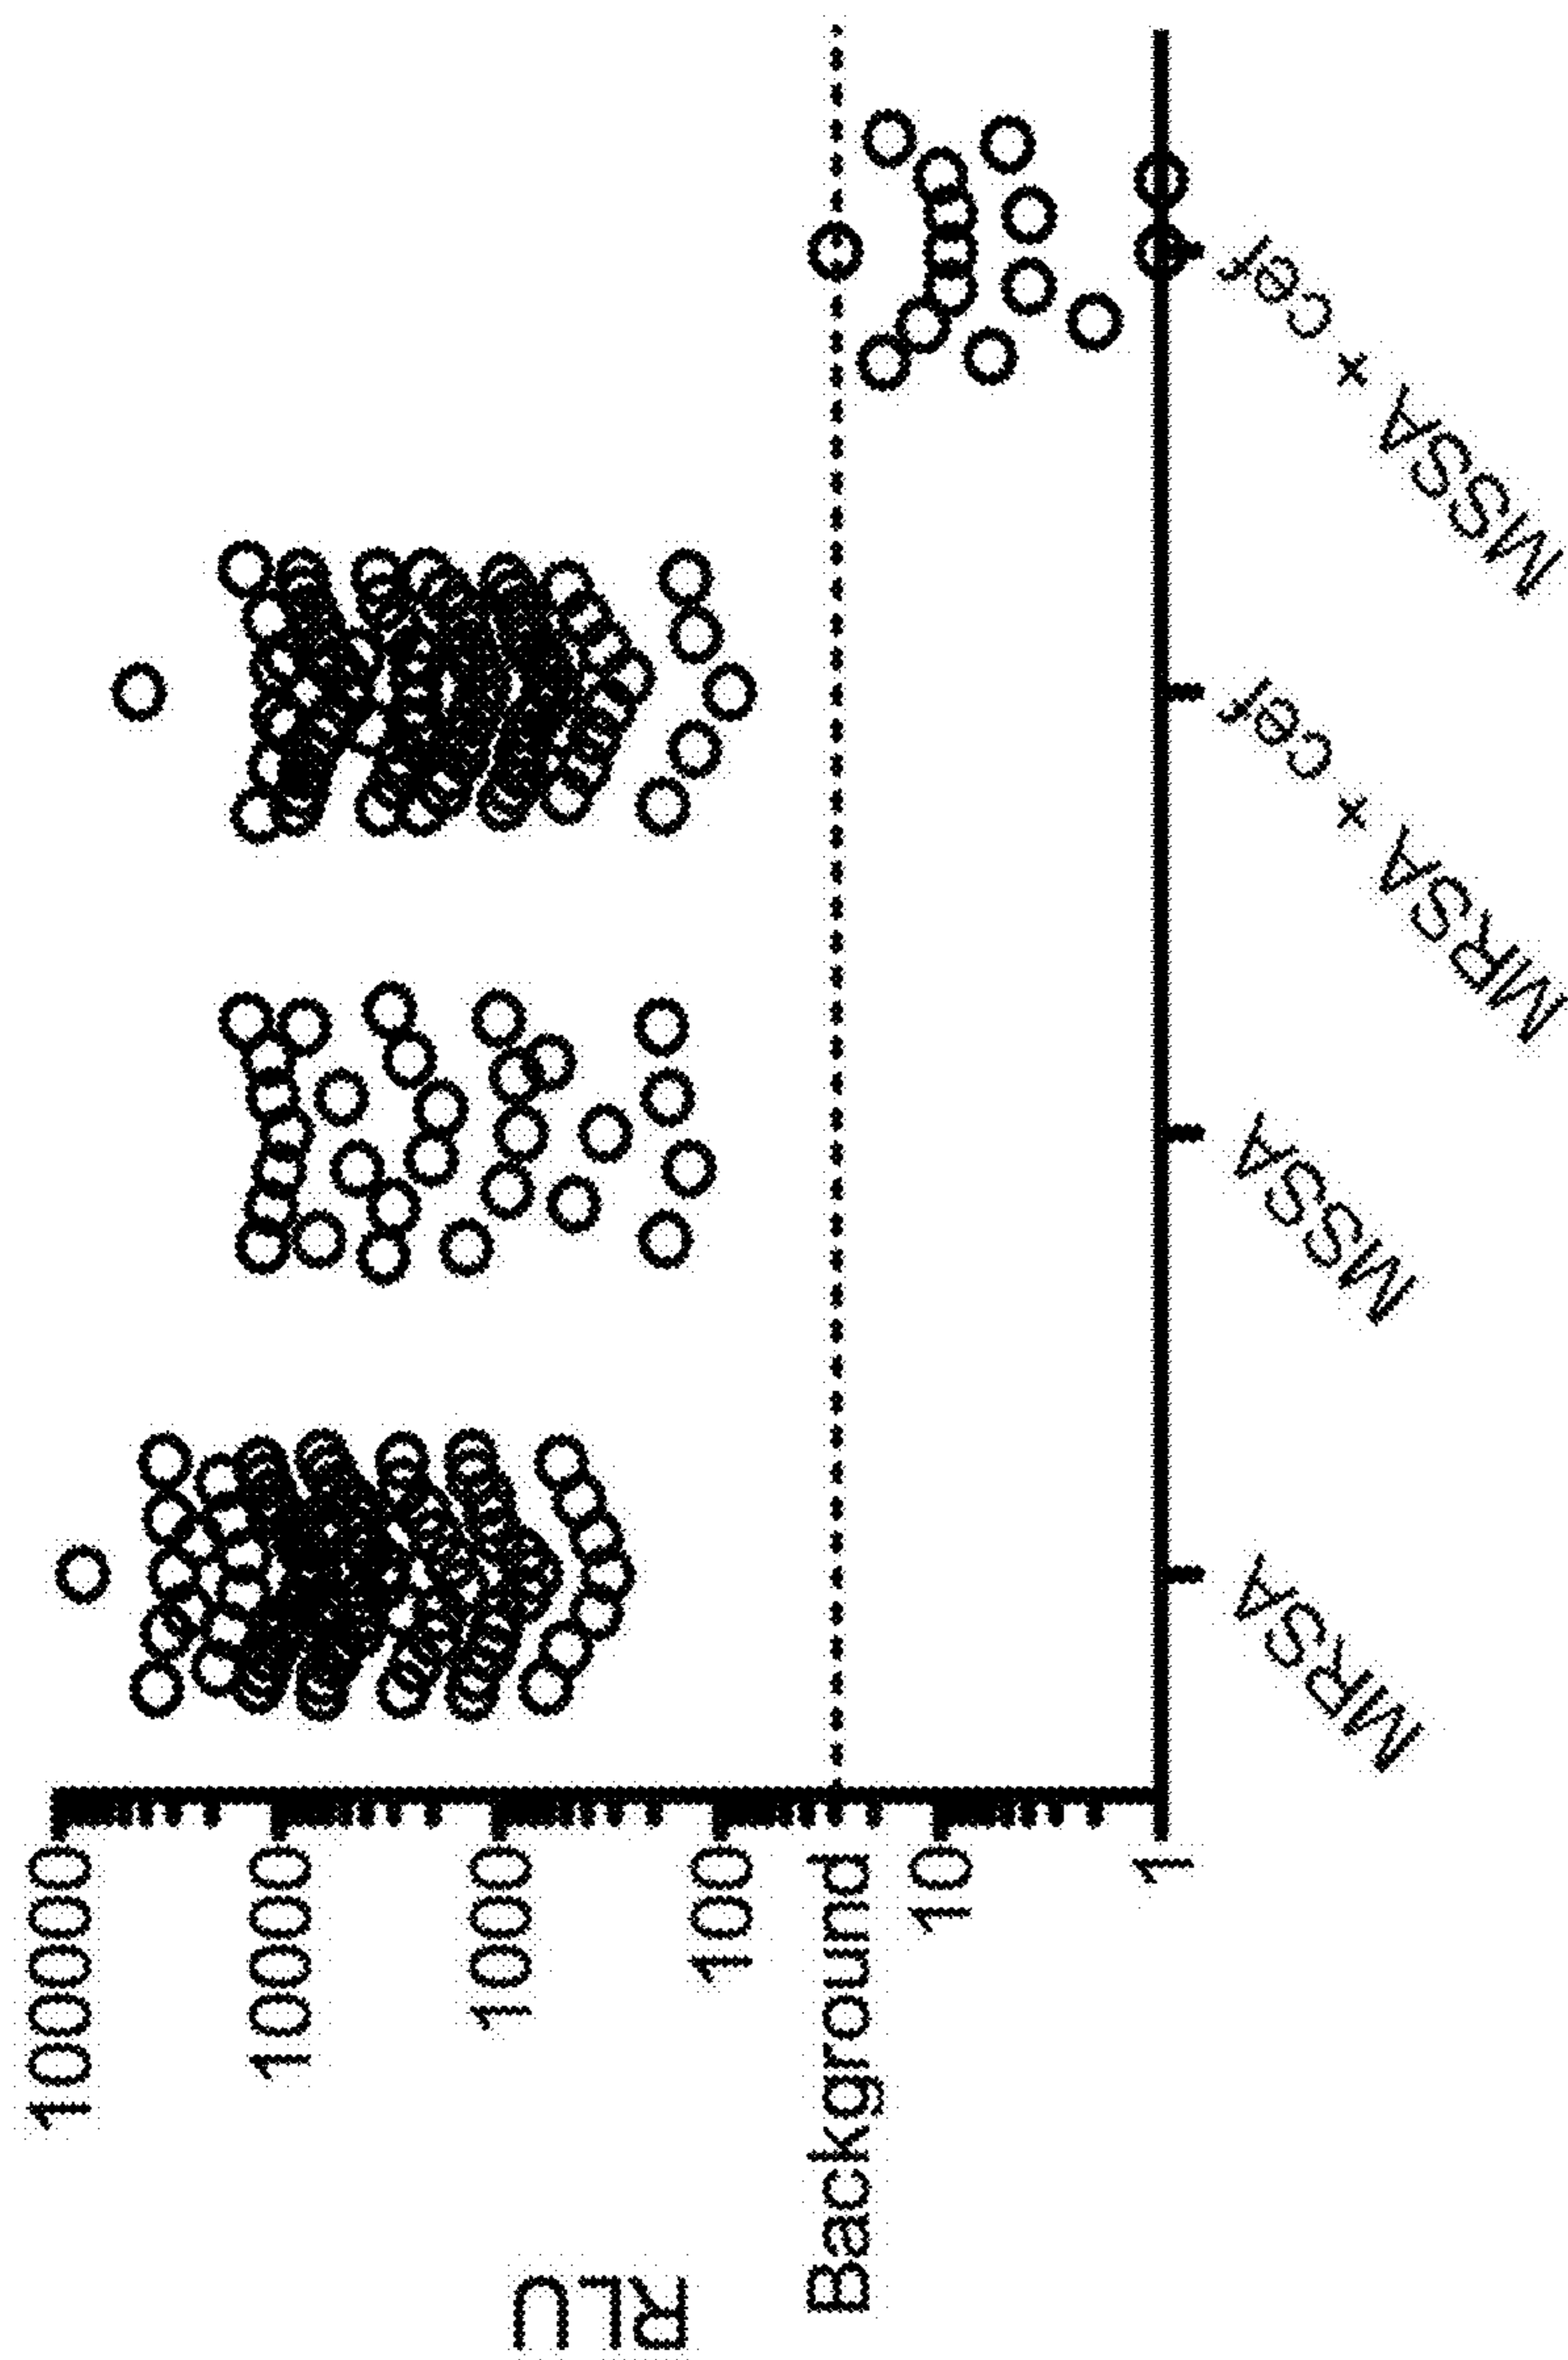 RLU
100000
10000
1000
100
Background
10
1
MRSA
MSSA
MRSA + cef
MSSA + cef